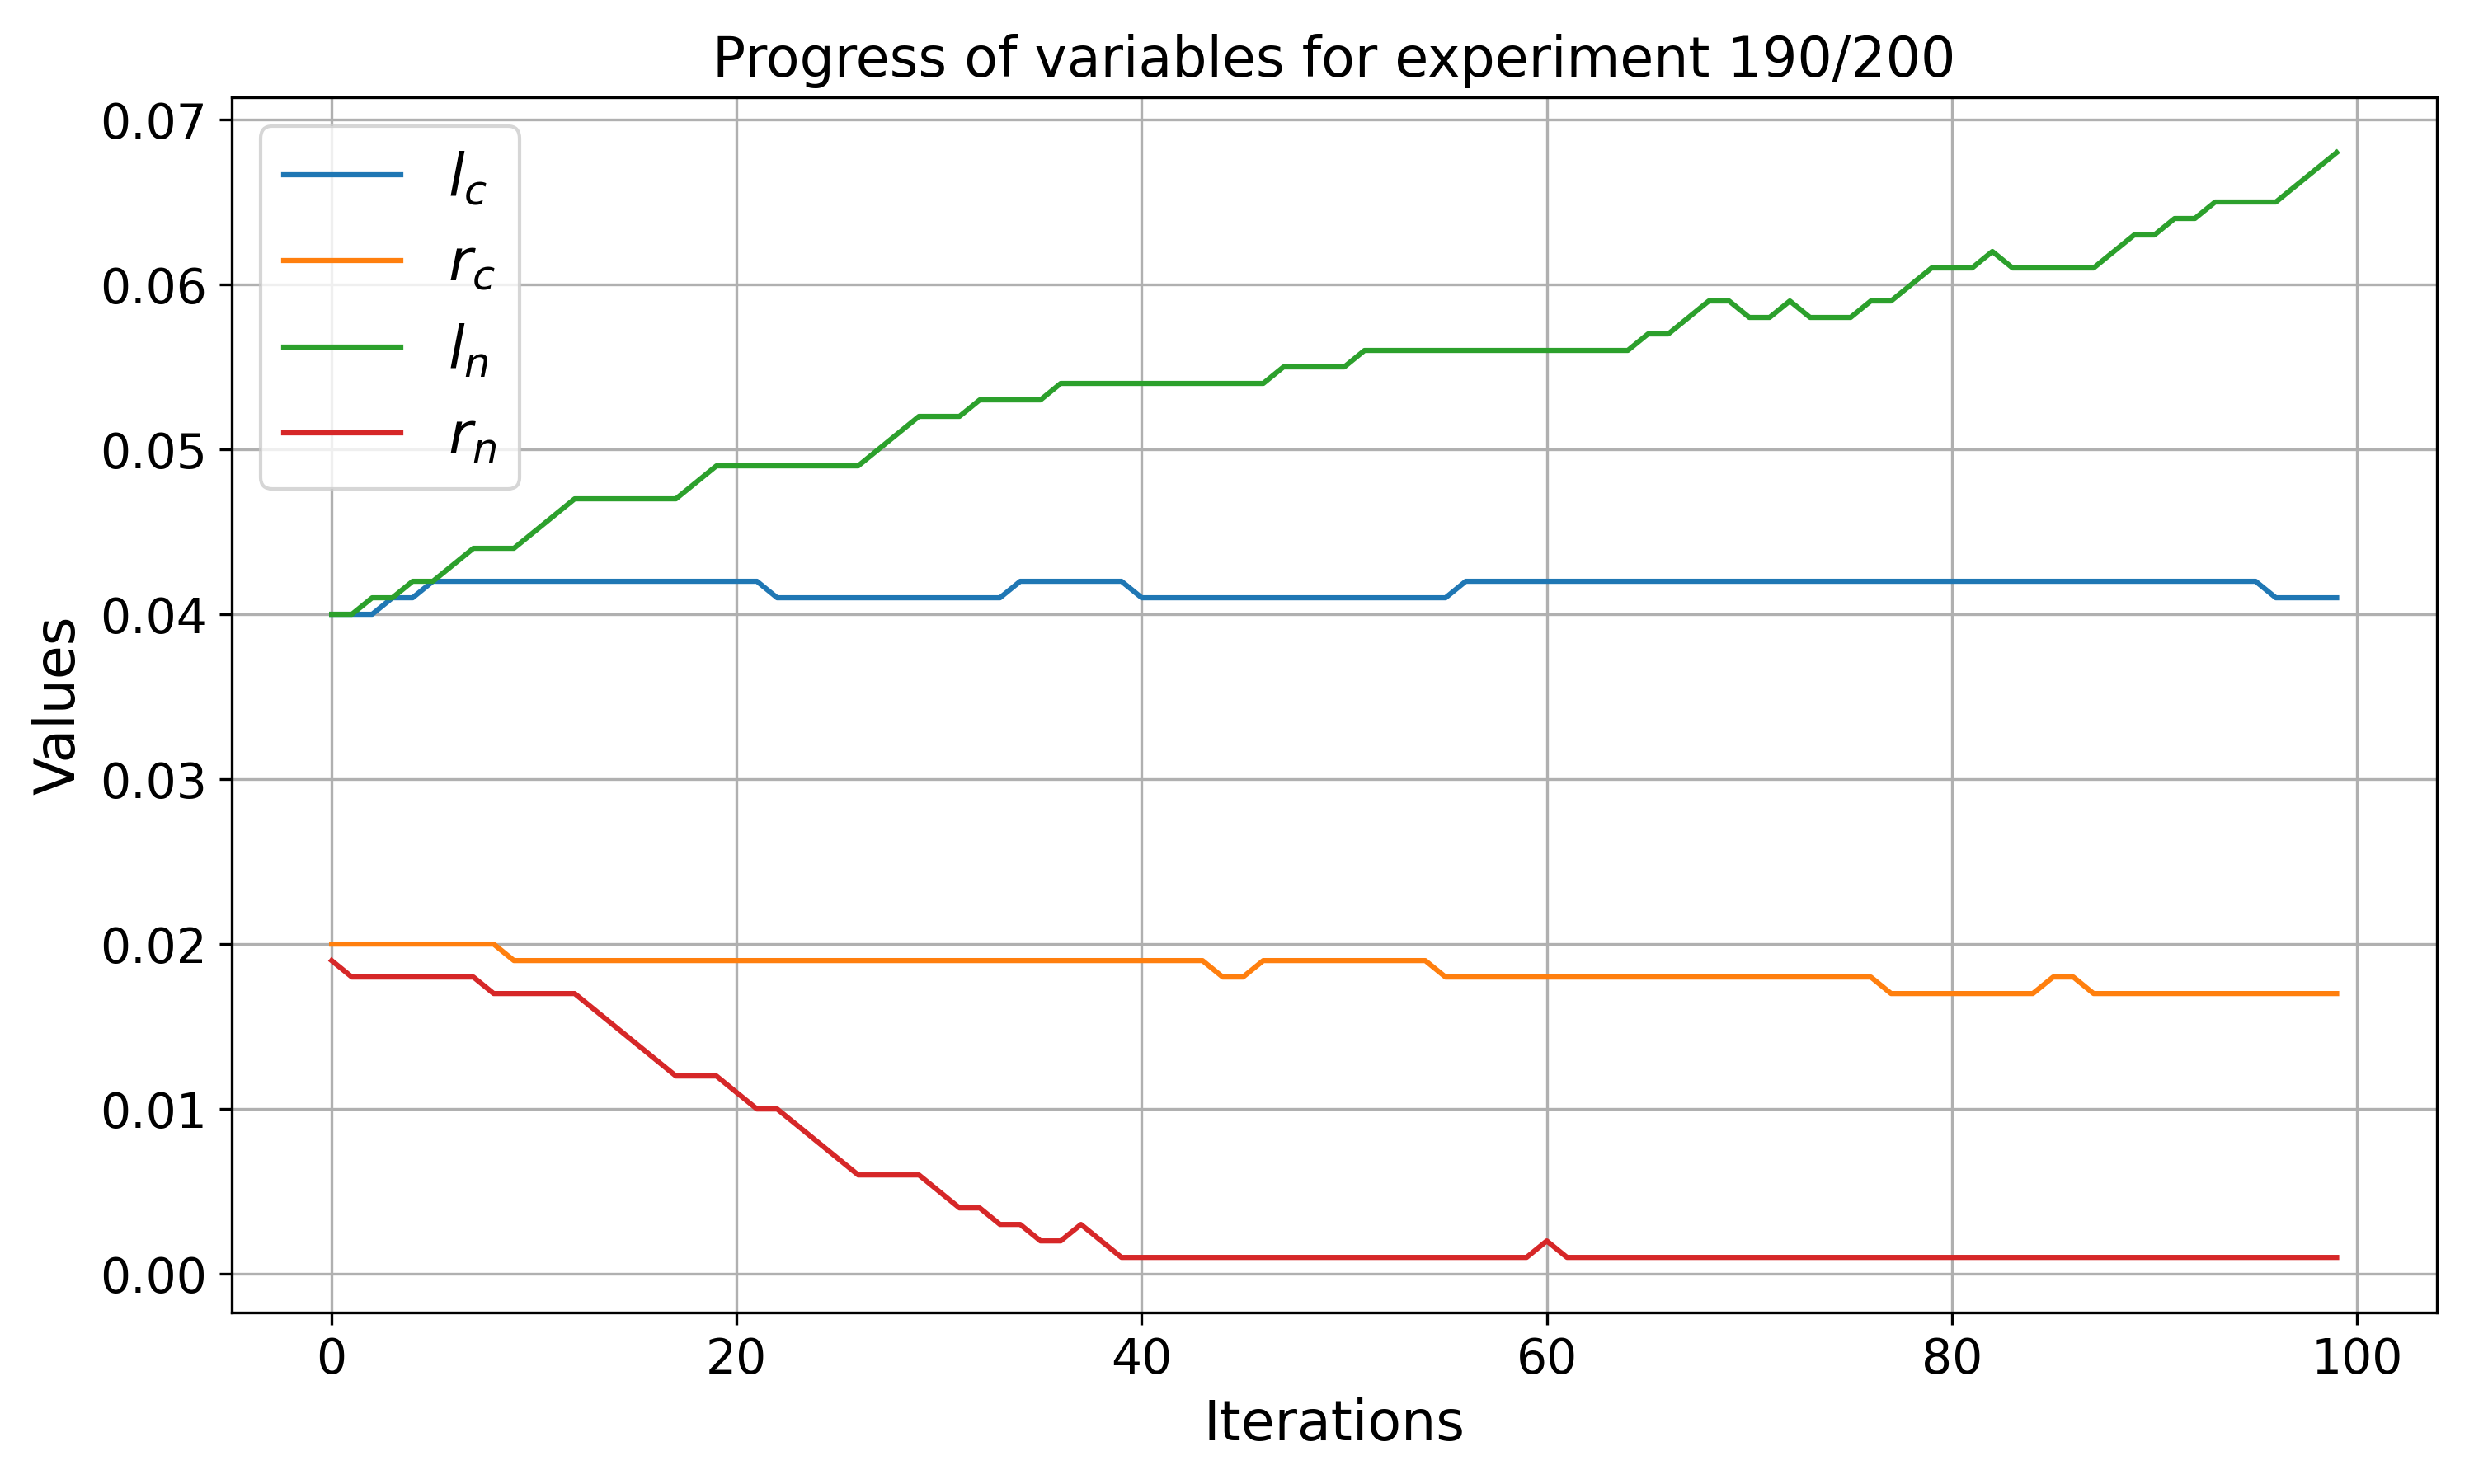 Progress of variables for experiment 190/200
0.07
0.06
0.05
0.04
0.03
0.02
0.01
0.00
Values
l_c
r_c
l_n
r_n
0 20 40 60 80 100
Iterations